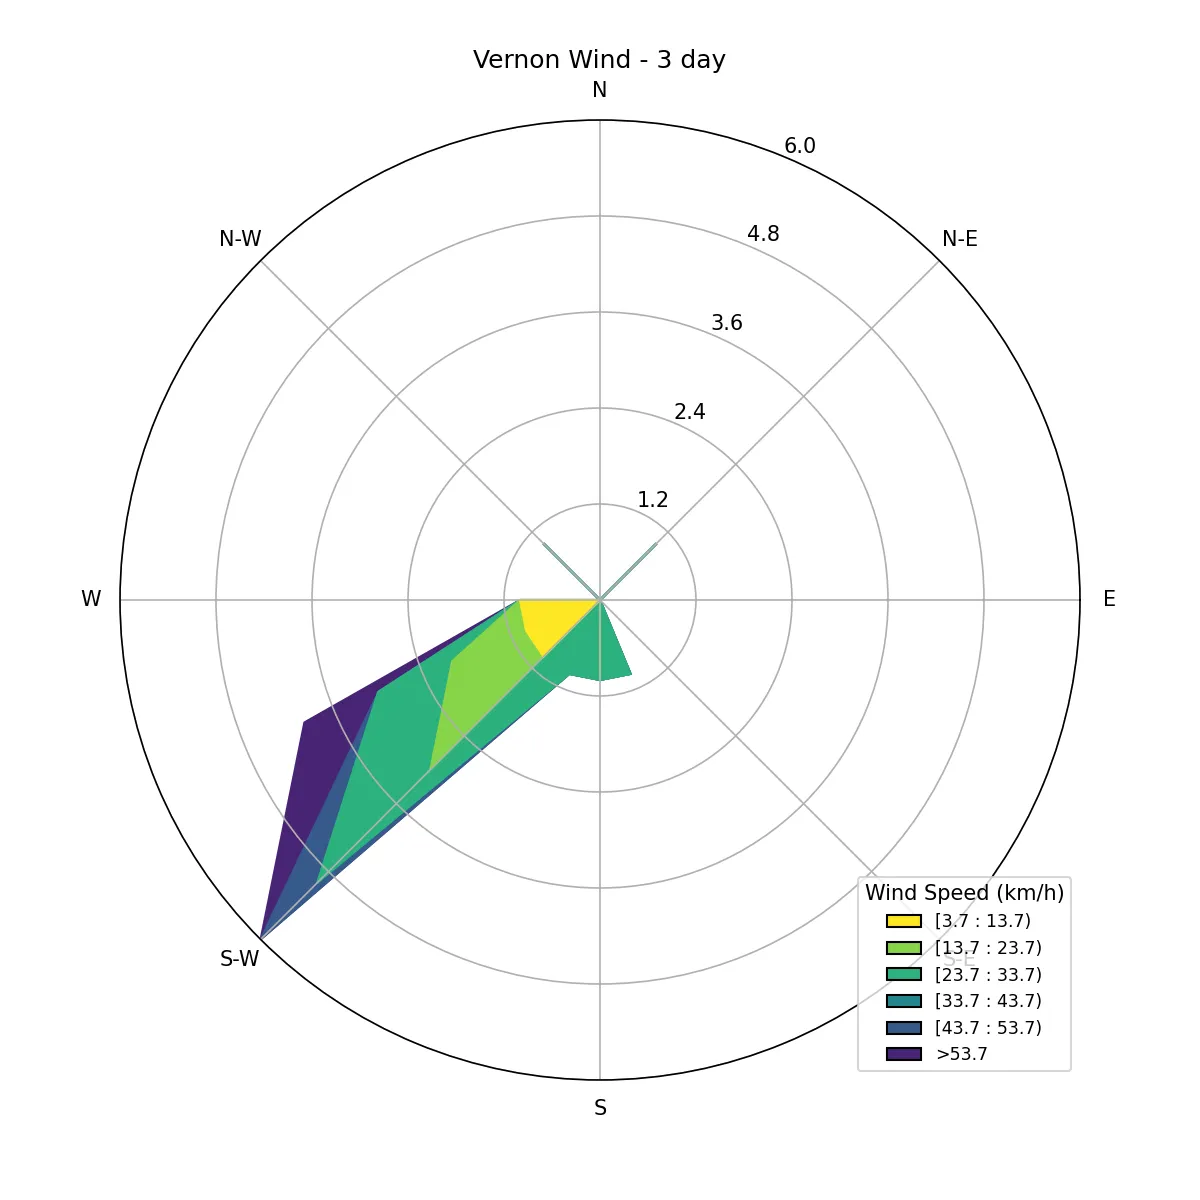 Vernon Wind - 3 day
N
6.0
N-W
4.8
N-E
3.6
2.4
1.2
W
E
S-W
S-E
Wind Speed (km/h)
[3.7 : 13.7)
[13.7 : 23.7)
[23.7 : 33.7)
[33.7 : 43.7)
[43.7 : 53.7)
>53.7
S